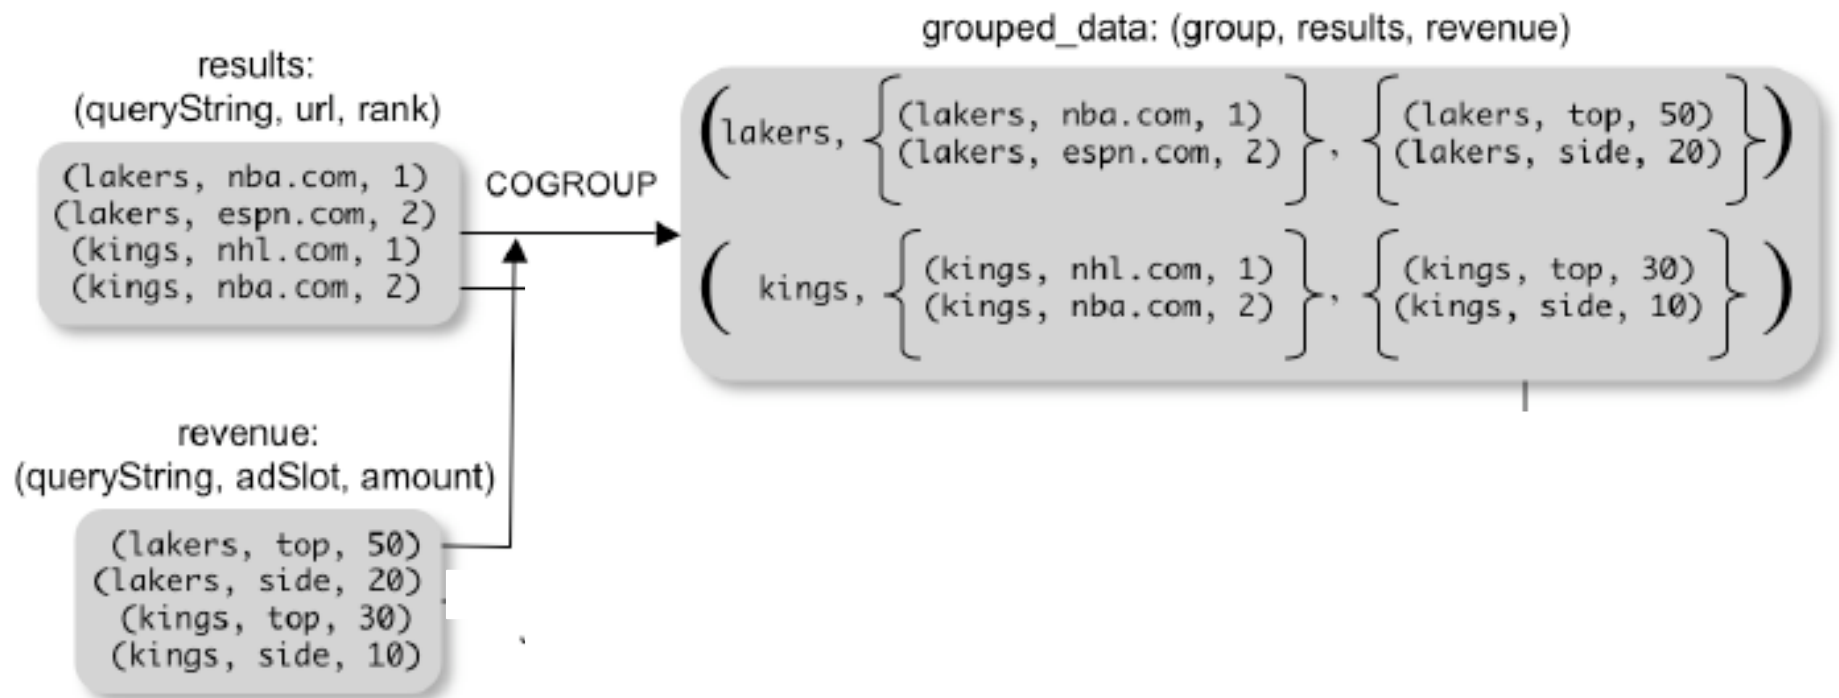 results:
(queryString, url, rank)
(lakers, nba.com, 1)
(lakers, espn.com, 2)
(kings, nhl.com, 1)
(kings, nba.com, 2)
COGROUP
revenue:
(queryString, adSlot, amount)
(lakers, top, 50)
(lakers, side, 20)
(kings, top, 30)
(kings, side, 10)
grouped_data: (group, results, revenue)
(lakers, {(lakers, nba.com, 1)
(lakers, espn.com, 2)}, {(lakers, top, 50)
(lakers, side, 20)})
(kings, {(kings, nhl.com, 1)
(kings, nba.com, 2)}, {(kings, top, 30)
(kings, side, 10)})